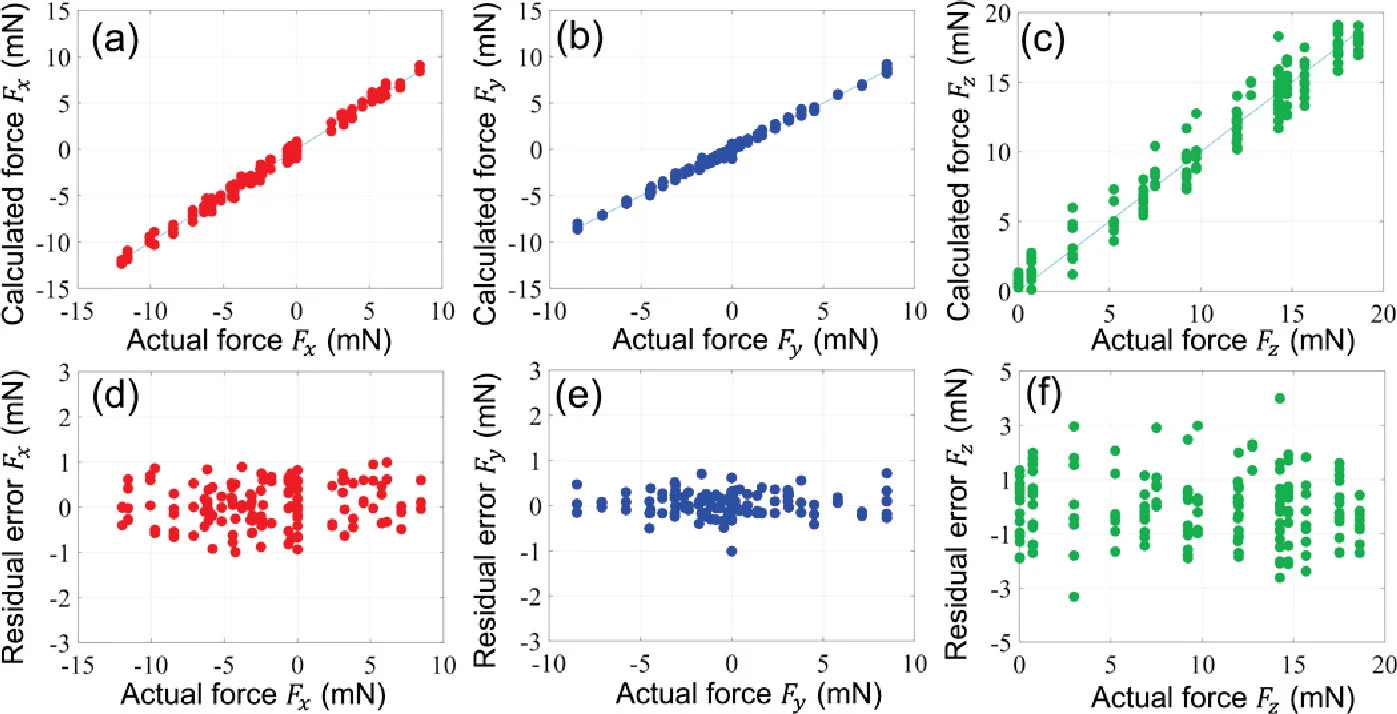 (a)
Calculated force Fx (mN)
15
10
5
0
-5
-10
-15
-15 -10 -5 0 5 10
Actual force Fx (mN)
(b)
Calculated force Fy (mN)
15
10
5
0
-5
-10
-15
-10 -5 0 5 10
Actual force Fy (mN)
(c)
Calculated force Fz (mN)
20
15
10
5
0
0 5 10 15 20
Actual force Fz (mN)
(d)
Residual error Fx (mN)
3
2
1
0
-1
-2
-3
-15 -10 -5 0 5 10
Actual force Fx (mN)
(e)
Residual error Fy (mN)
3
2
1
0
-1
-2
-3
-10 -5 0 5 10
Actual force Fy (mN)
(f)
Residual error Fz (mN)
5
3
1
-1
-3
-5
0 5 10 15 20
Actual force Fz (mN)